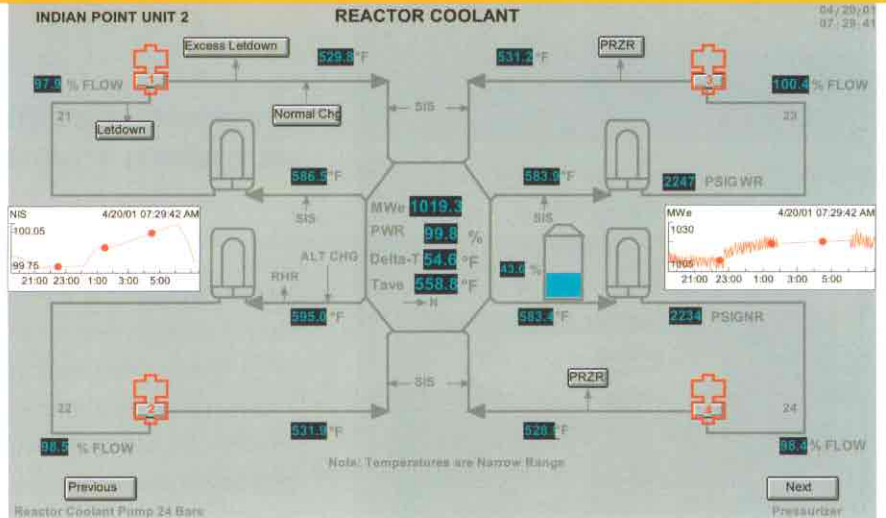 INDIAN POINT UNIT 2
REACTOR COOLANT
04/20/01
07-29-41
Excess Letdown
529.8 °F
531.2 °F
PRZR
97.9 % FLOW
1
3
100.4 % FLOW
21
Letdown
Normal Chg
SIS
23
586.5 °F
583.9 °F
2247 PSIG WR
SIS
SIS
MWe 1019.3
PWR 99.8 %
Delta-T 54.6 °F
Tave 558.8 °F
N
NIS 4/20/01 07:29:42 AM
100.05
99.75
21:00 23:00 1:00 3:00 5:00
MWe 4/20/01 07:29:42 AM
1030
1005
21:00 23:00 1:00 3:00 5:00
ALT CHG
RHR
43.0 %
595.0 °F
583.4 °F
2234 PSIGNR
SIS
PRZR
22
2
4
24
531.9 °F
528. °F
98.5 % FLOW
98.4 % FLOW
Note: Temperatures are Narrow Range
Previous
Next
Reactor Coolant Pump 24 Bars
Pressurizer